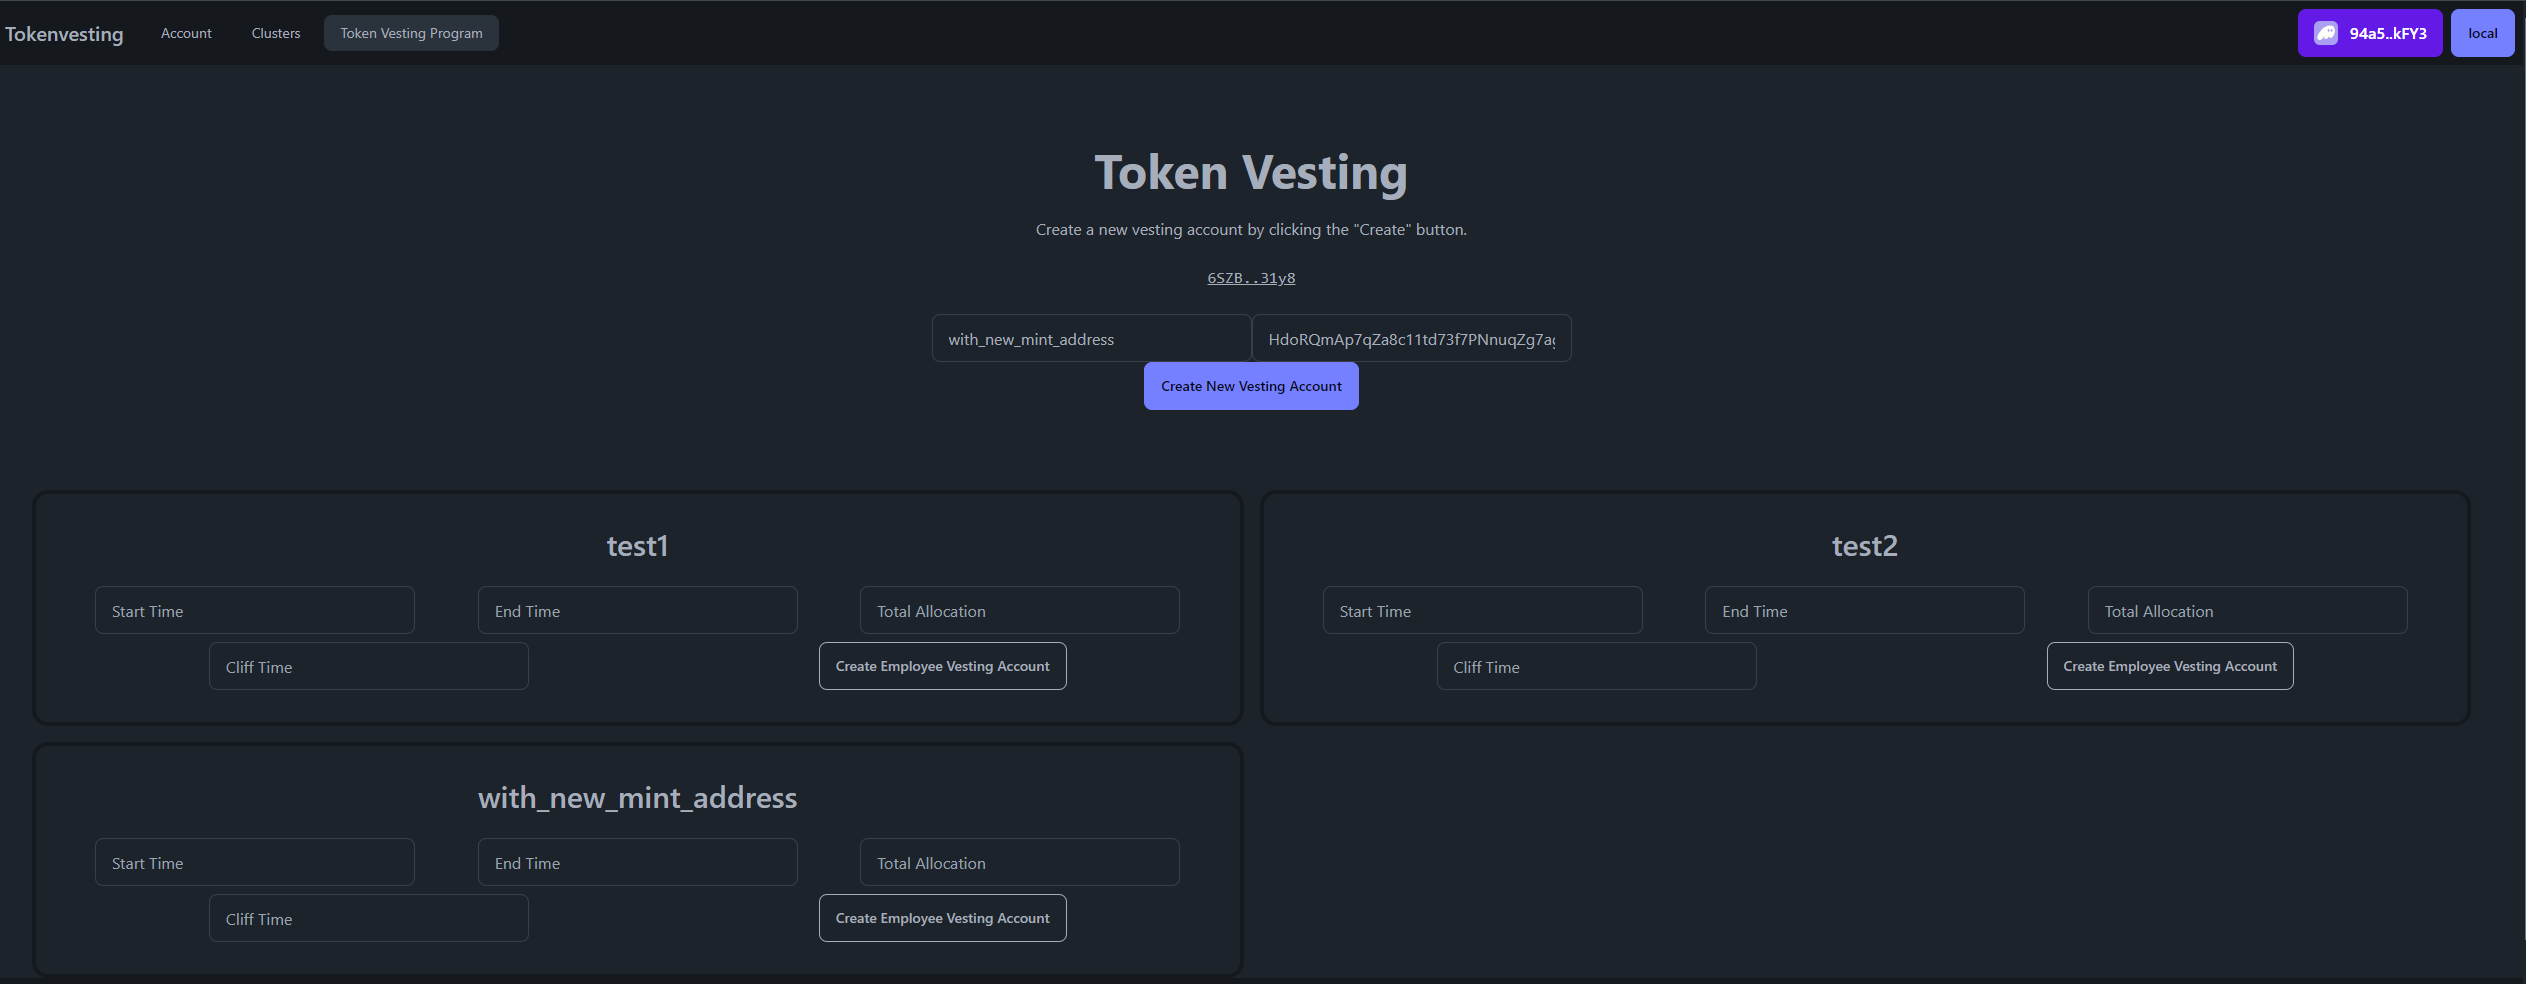 Tokenvesting Account Clusters Token Vesting Program 94a5..kFY3 local
Token Vesting
Create a new vesting account by clicking the "Create" button.
6SZB..31y8
with_new_mint_address HdoRQmAp7qZa8c11td73f7PNnuqZg7a
Create New Vesting Account
test1
Start Time End Time Total Allocation
Cliff Time Create Employee Vesting Account
test2
Start Time End Time Total Allocation
Cliff Time Create Employee Vesting Account
with_new_mint_address
Start Time End Time Total Allocation
Cliff Time Create Employee Vesting Account